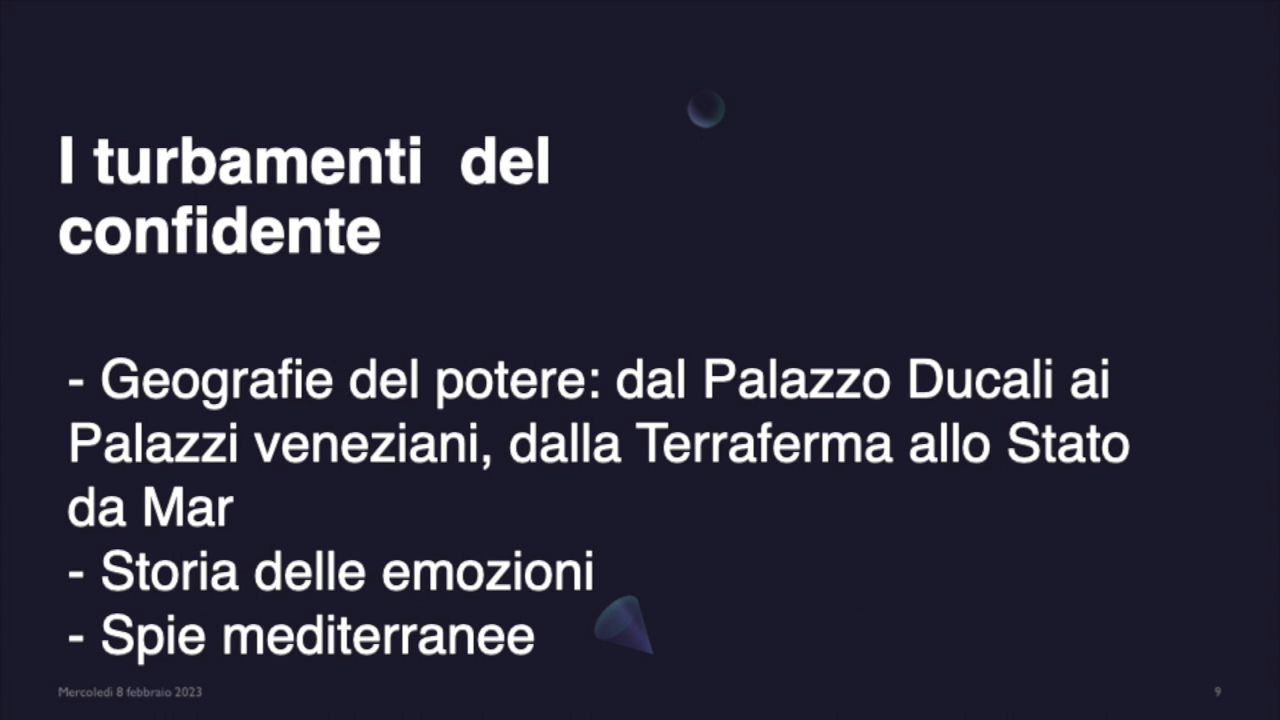 I turbamenti  del
confidente
- Geografie del potere: dal Palazzo Ducali ai
Palazzi veneziani, dalla Terraferma allo Stato
da Mar
- Storia delle emozioni
- Spie mediterranee
Mercoledì 8 febbraio 2023
9